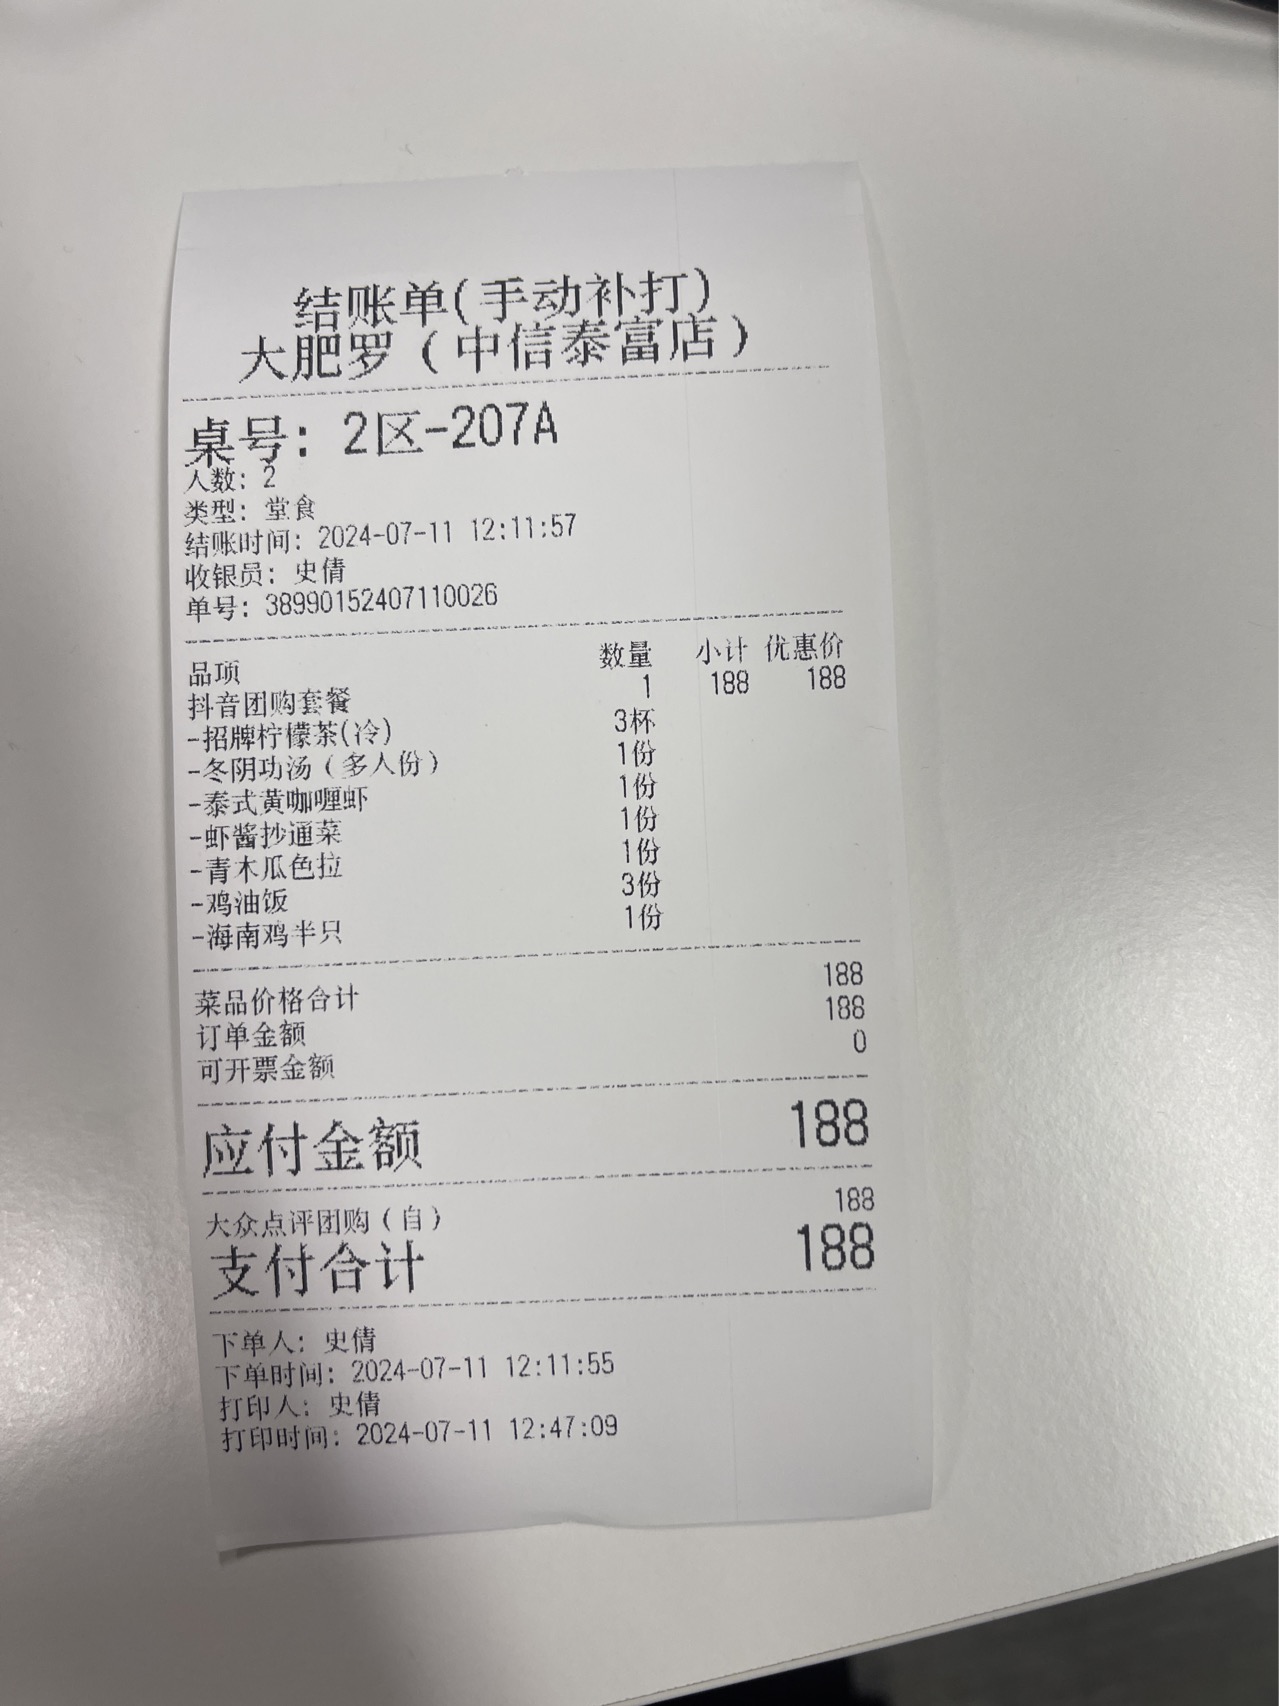 结账单(手动补打)
大肥罗（中信泰富店）
桌号: 2区-207A
人数: 2
类型: 堂食
结账时间: 2024-07-11 12:11:57
收银员: 史倩
单号: 38990152407110026
品项 数量 小计 优惠价
抖音团购套餐 1 188 188
-招牌柠檬茶(冷) 3杯
-冬阴功汤（多人份） 1份
-泰式黄咖喱虾 1份
-虾酱抄通菜 1份
-青木瓜色拉 1份
-鸡油饭 3份
-海南鸡半只 1份
菜品价格合计 188
订单金额 188
可开票金额 0
应付金额 188
大众点评团购（自） 188
支付合计 188
下单人: 史倩
下单时间: 2024-07-11 12:11:55
打印人: 史倩
打印时间: 2024-07-11 12:47:09